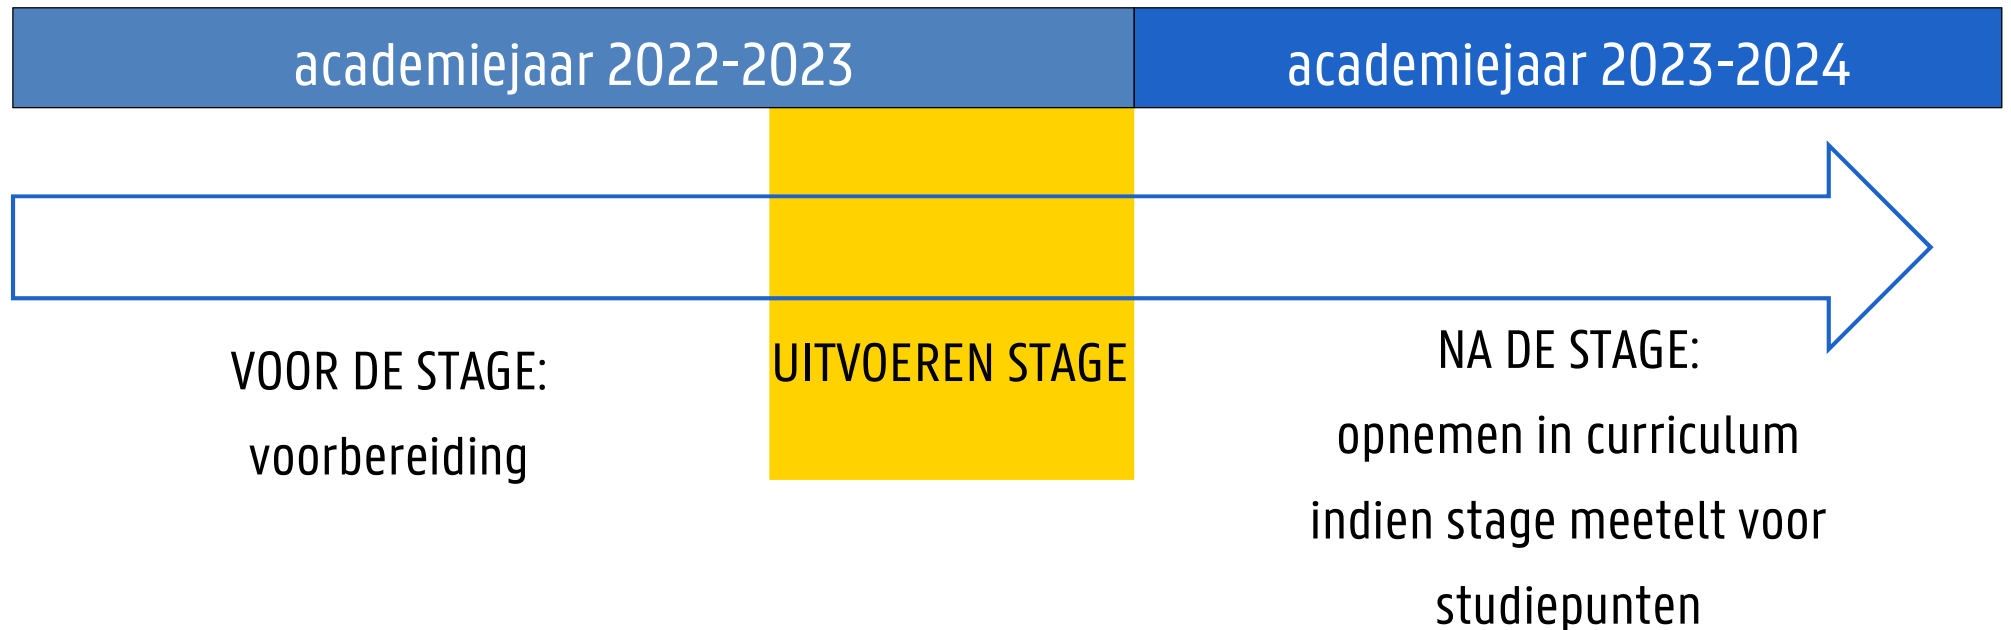 academiejaar 2022-2023
academiejaar 2023-2024
VOOR DE STAGE:
voorbereiding
UITVOEREN STAGE
NA DE STAGE:
opnemen in curriculum
indien stage meetelt voor
studiepunten